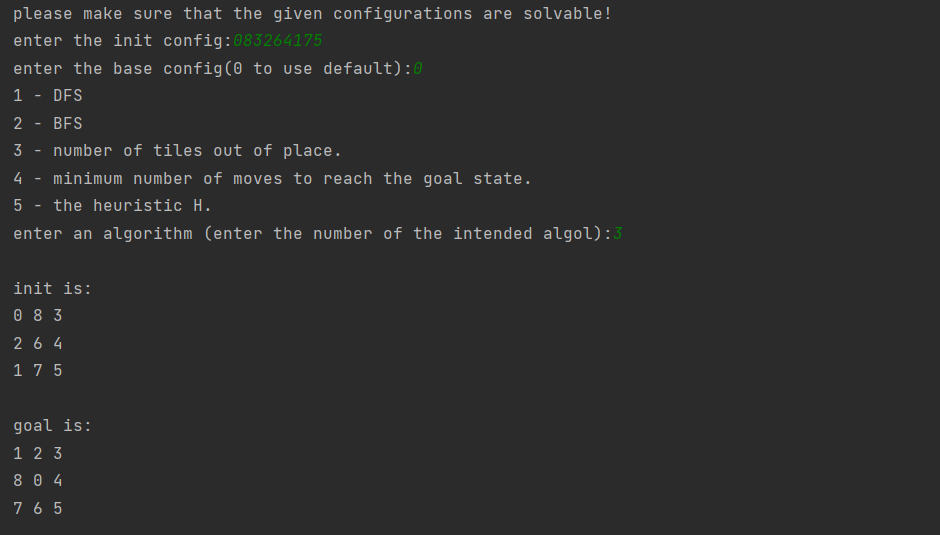 please make sure that the given configurations are solvable!
enter the init config:083264175
enter the base config(0 to use default):0
1 - DFS
2 - BFS
3 - number of tiles out of place.
4 - minimum number of moves to reach the goal state.
5 - the heuristic H.
enter an algorithm (enter the number of the intended algol):3
init is:
0 8 3
2 6 4
1 7 5
goal is:
1 2 3
8 0 4
7 6 5